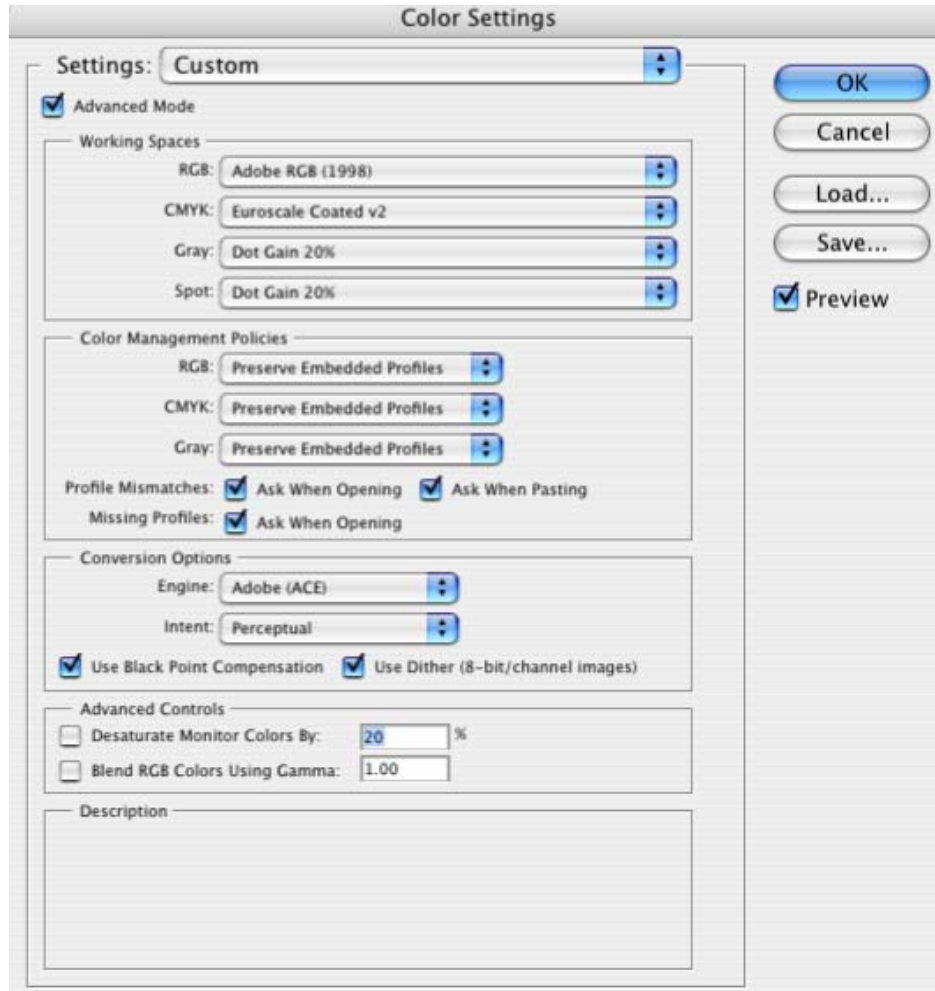 Color Settings
Settings: Custom
Advanced Mode
Working Spaces
RGB: Adobe RGB (1998)
CMYK: Euroscale Coated v2
Gray: Dot Gain 20%
Spot: Dot Gain 20%
Color Management Policies
RGB: Preserve Embedded Profiles
CMYK: Preserve Embedded Profiles
Gray: Preserve Embedded Profiles
Profile Mismatches: Ask When Opening Ask When Pasting
Missing Profiles: Ask When Opening
Conversion Options
Engine: Adobe (ACE)
Intent: Perceptual
Use Black Point Compensation Use Dither (8-bit/channel images)
Advanced Controls
Desaturate Monitor Colors By: 20 %
Blend RGB Colors Using Gamma: 1.00
Description
OK
Cancel
Load...
Save...
Preview